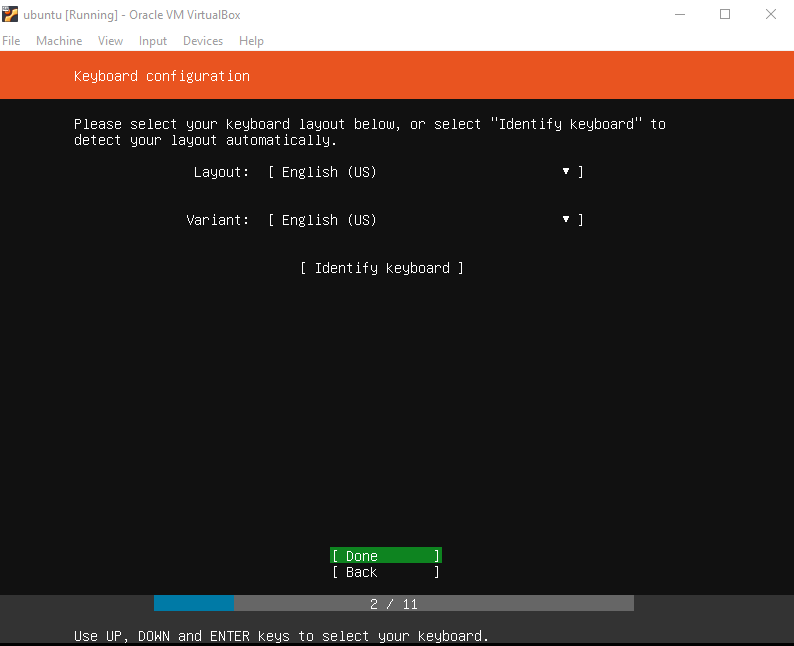 ubuntu [Running] - Oracle VM VirtualBox
File Machine View Input Devices Help
Keyboard configuration
Please select your keyboard layout below, or select "Identify keyboard" to
detect your layout automatically.
Layout: [ English (US) ▼ ]
Variant: [ English (US) ▼ ]
[ Identify keyboard ]
[ Done ]
[ Back ]
2 / 11
Use UP, DOWN and ENTER keys to select your keyboard.